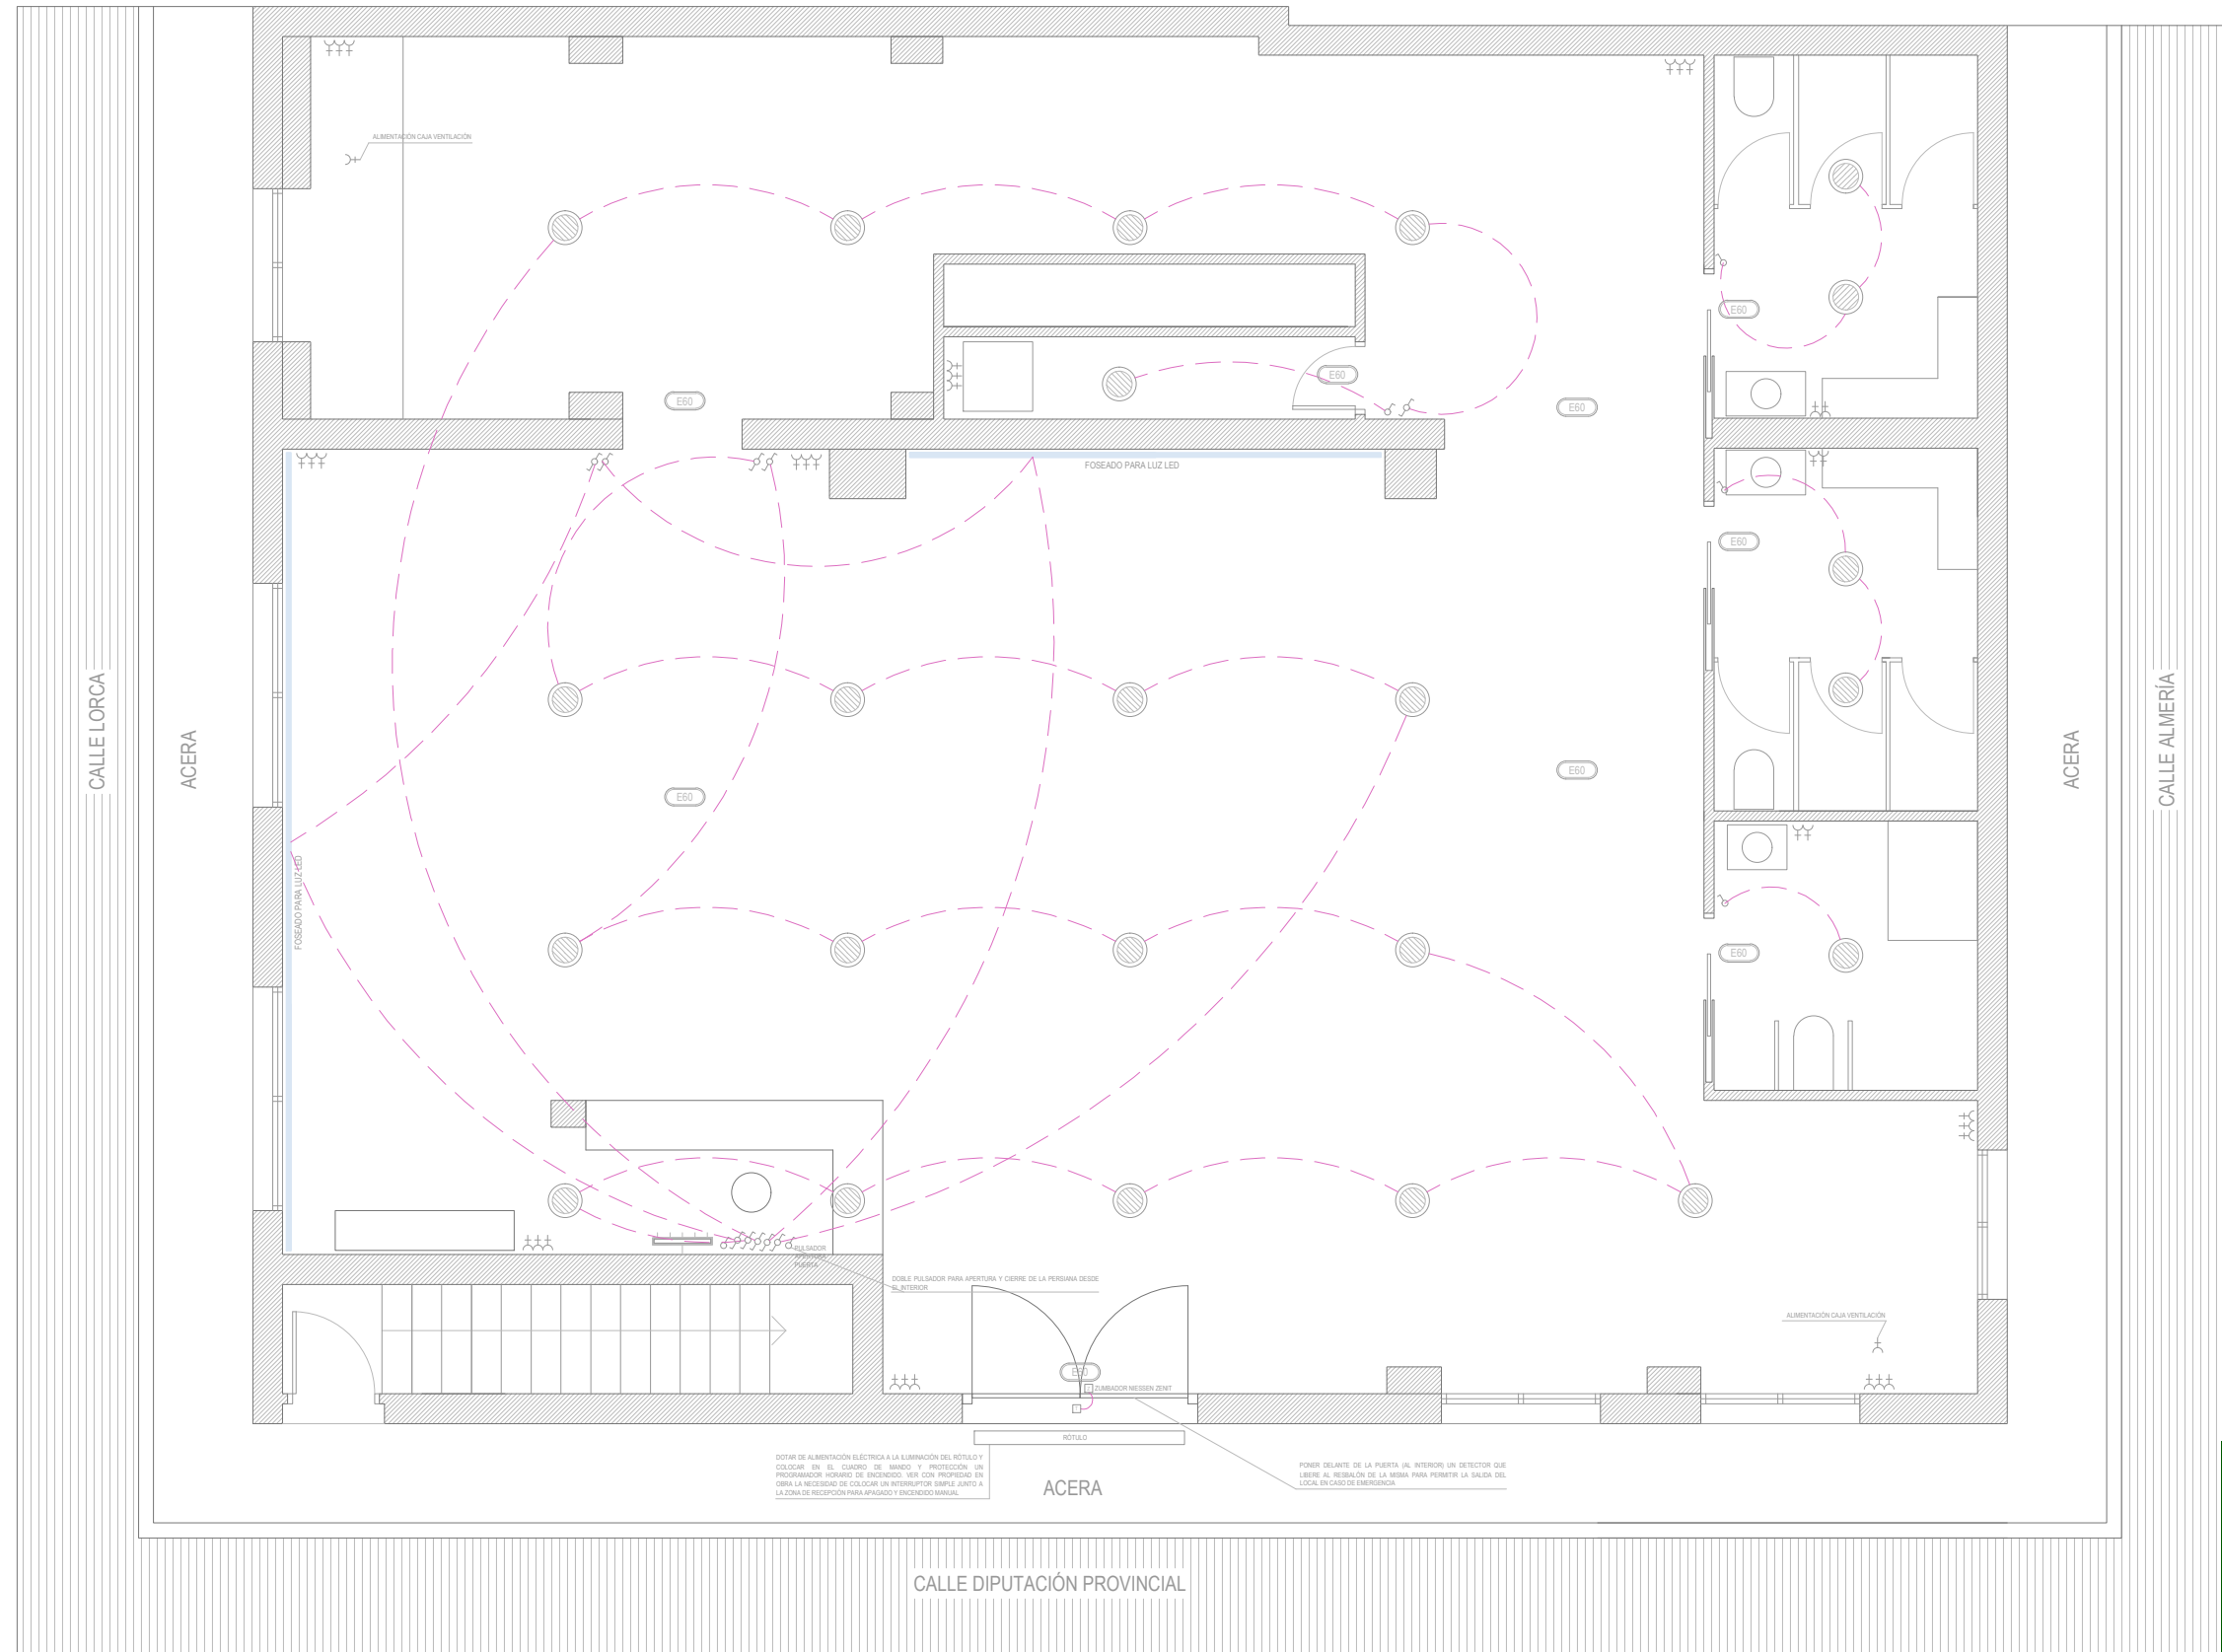 ALIMENTACIÓN CAJA VENTILACIÓN
E60
E60
E60
E60
FOSEADO PARA LUZ LED
E60
CALLE LORCA
ACERA
E60
E60
ACERA
CALLE ALMERÍA
FOSEADO PARA LUZ LED
E60
PULSADOR
APERTURA
PUERTA
DOBLE PULSADOR PARA APERTURA Y CIERRE DE LA PERSIANA DESDE
EL INTERIOR
ALIMENTACIÓN CAJA VENTILACIÓN
E60
ZUMBADOR NIESSEN ZENIT
RÓTULO
DOTAR DE ALIMENTACIÓN ELÉCTRICA A LA ILUMINACIÓN DEL RÓTULO Y
COLOCAR EN EL CUADRO DE MANDO Y PROTECCIÓN UN
PROGRAMADOR HORARIO DE ENCENDIDO. VER CON PROPIEDAD EN
OBRA LA NECESIDAD DE COLOCAR UN INTERRUPTOR SIMPLE JUNTO A
LA ZONA DE RECEPCIÓN PARA APAGADO Y ENCENDIDO MANUAL
PONER DELANTE DE LA PUERTA (AL INTERIOR) UN DETECTOR QUE
LIBERE AL RESBALÓN DE LA MISMA PARA PERMITIR LA SALIDA DEL
LOCAL EN CASO DE EMERGENCIA
ACERA
CALLE DIPUTACIÓN PROVINCIAL